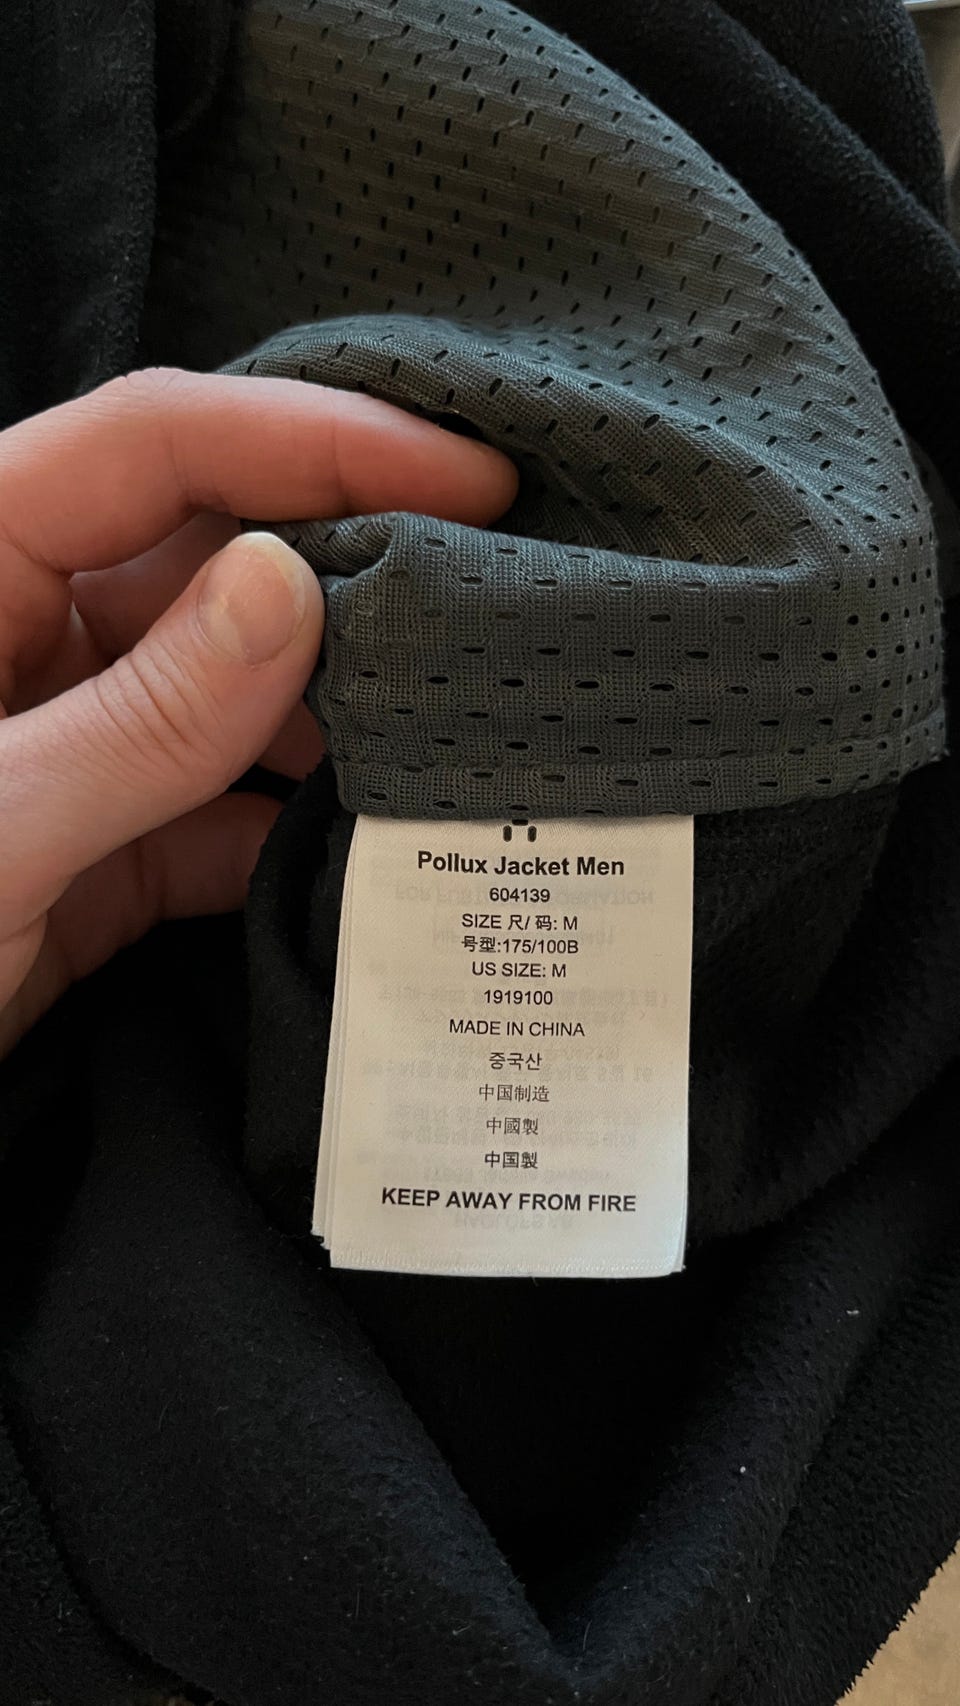 Pollux Jacket Men
604139
SIZE 尺/ 码: M
号型:175/100B
US SIZE: M
1919100
MADE IN CHINA
중국산
中国制造
中國製
中国製
KEEP AWAY FROM FIRE